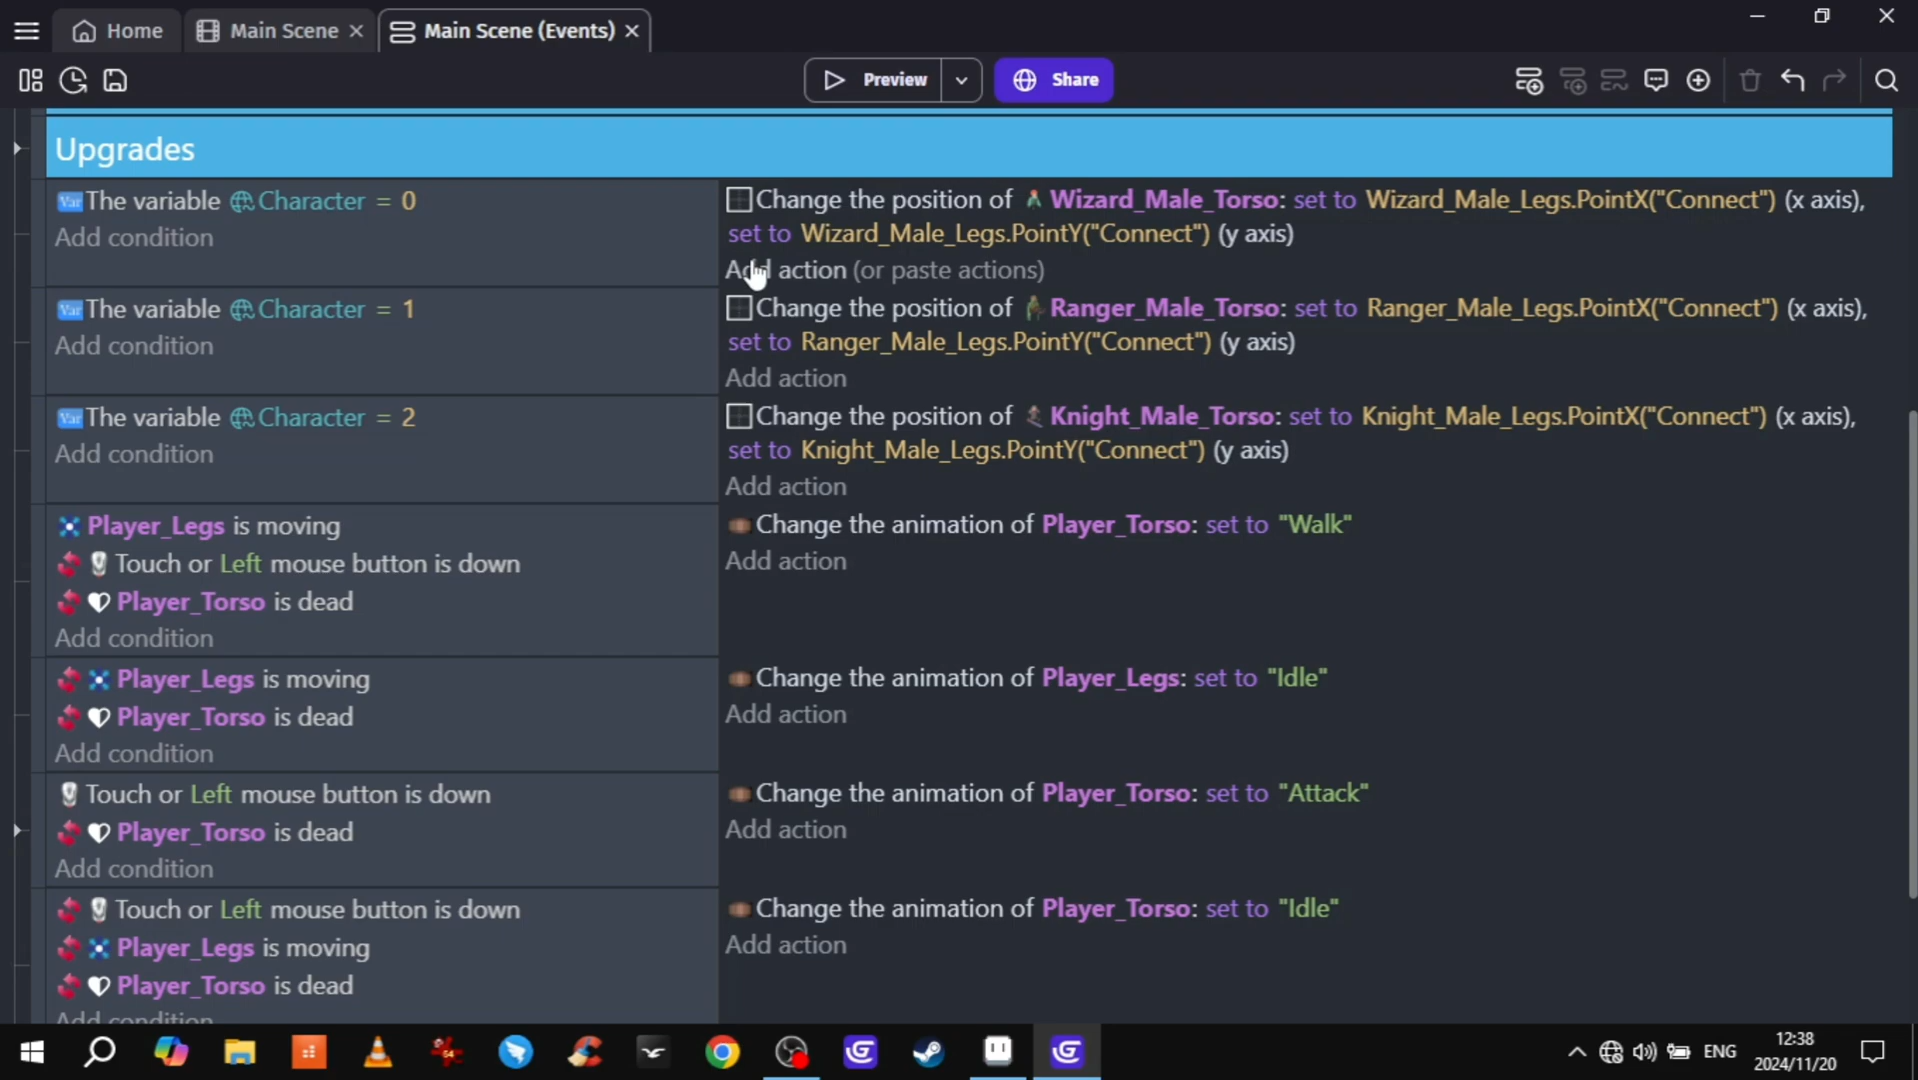 Home
Main Scene
Main Scene (Events)
Preview
Share
Upgrades
Var The variable Character = 0
Add condition
Change the position of Wizard_Male_Torso: set to Wizard_Male_Legs.PointX("Connect") (x axis),
set to Wizard_Male_Legs.PointY("Connect") (y axis)
Add action (or paste actions)
Var The variable Character = 1
Add condition
Change the position of Ranger_Male_Torso: set to Ranger_Male_Legs.PointX("Connect") (x axis),
set to Ranger_Male_Legs.PointY("Connect") (y axis)
Add action
Var The variable Character = 2
Add condition
Change the position of Knight_Male_Torso: set to Knight_Male_Legs.PointX("Connect") (x axis),
set to Knight_Male_Legs.PointY("Connect") (y axis)
Add action
Player_Legs is moving
Touch or Left mouse button is down
Player_Torso is dead
Add condition
Change the animation of Player_Torso: set to "Walk"
Add action
Player_Legs is moving
Player_Torso is dead
Add condition
Change the animation of Player_Legs: set to "Idle"
Add action
Touch or Left mouse button is down
Player_Torso is dead
Add condition
Change the animation of Player_Torso: set to "Attack"
Add action
Touch or Left mouse button is down
Player_Legs is moving
Player_Torso is dead
Add condition
Change the animation of Player_Torso: set to "Idle"
Add action
64
ENG
12:38
2024/11/20